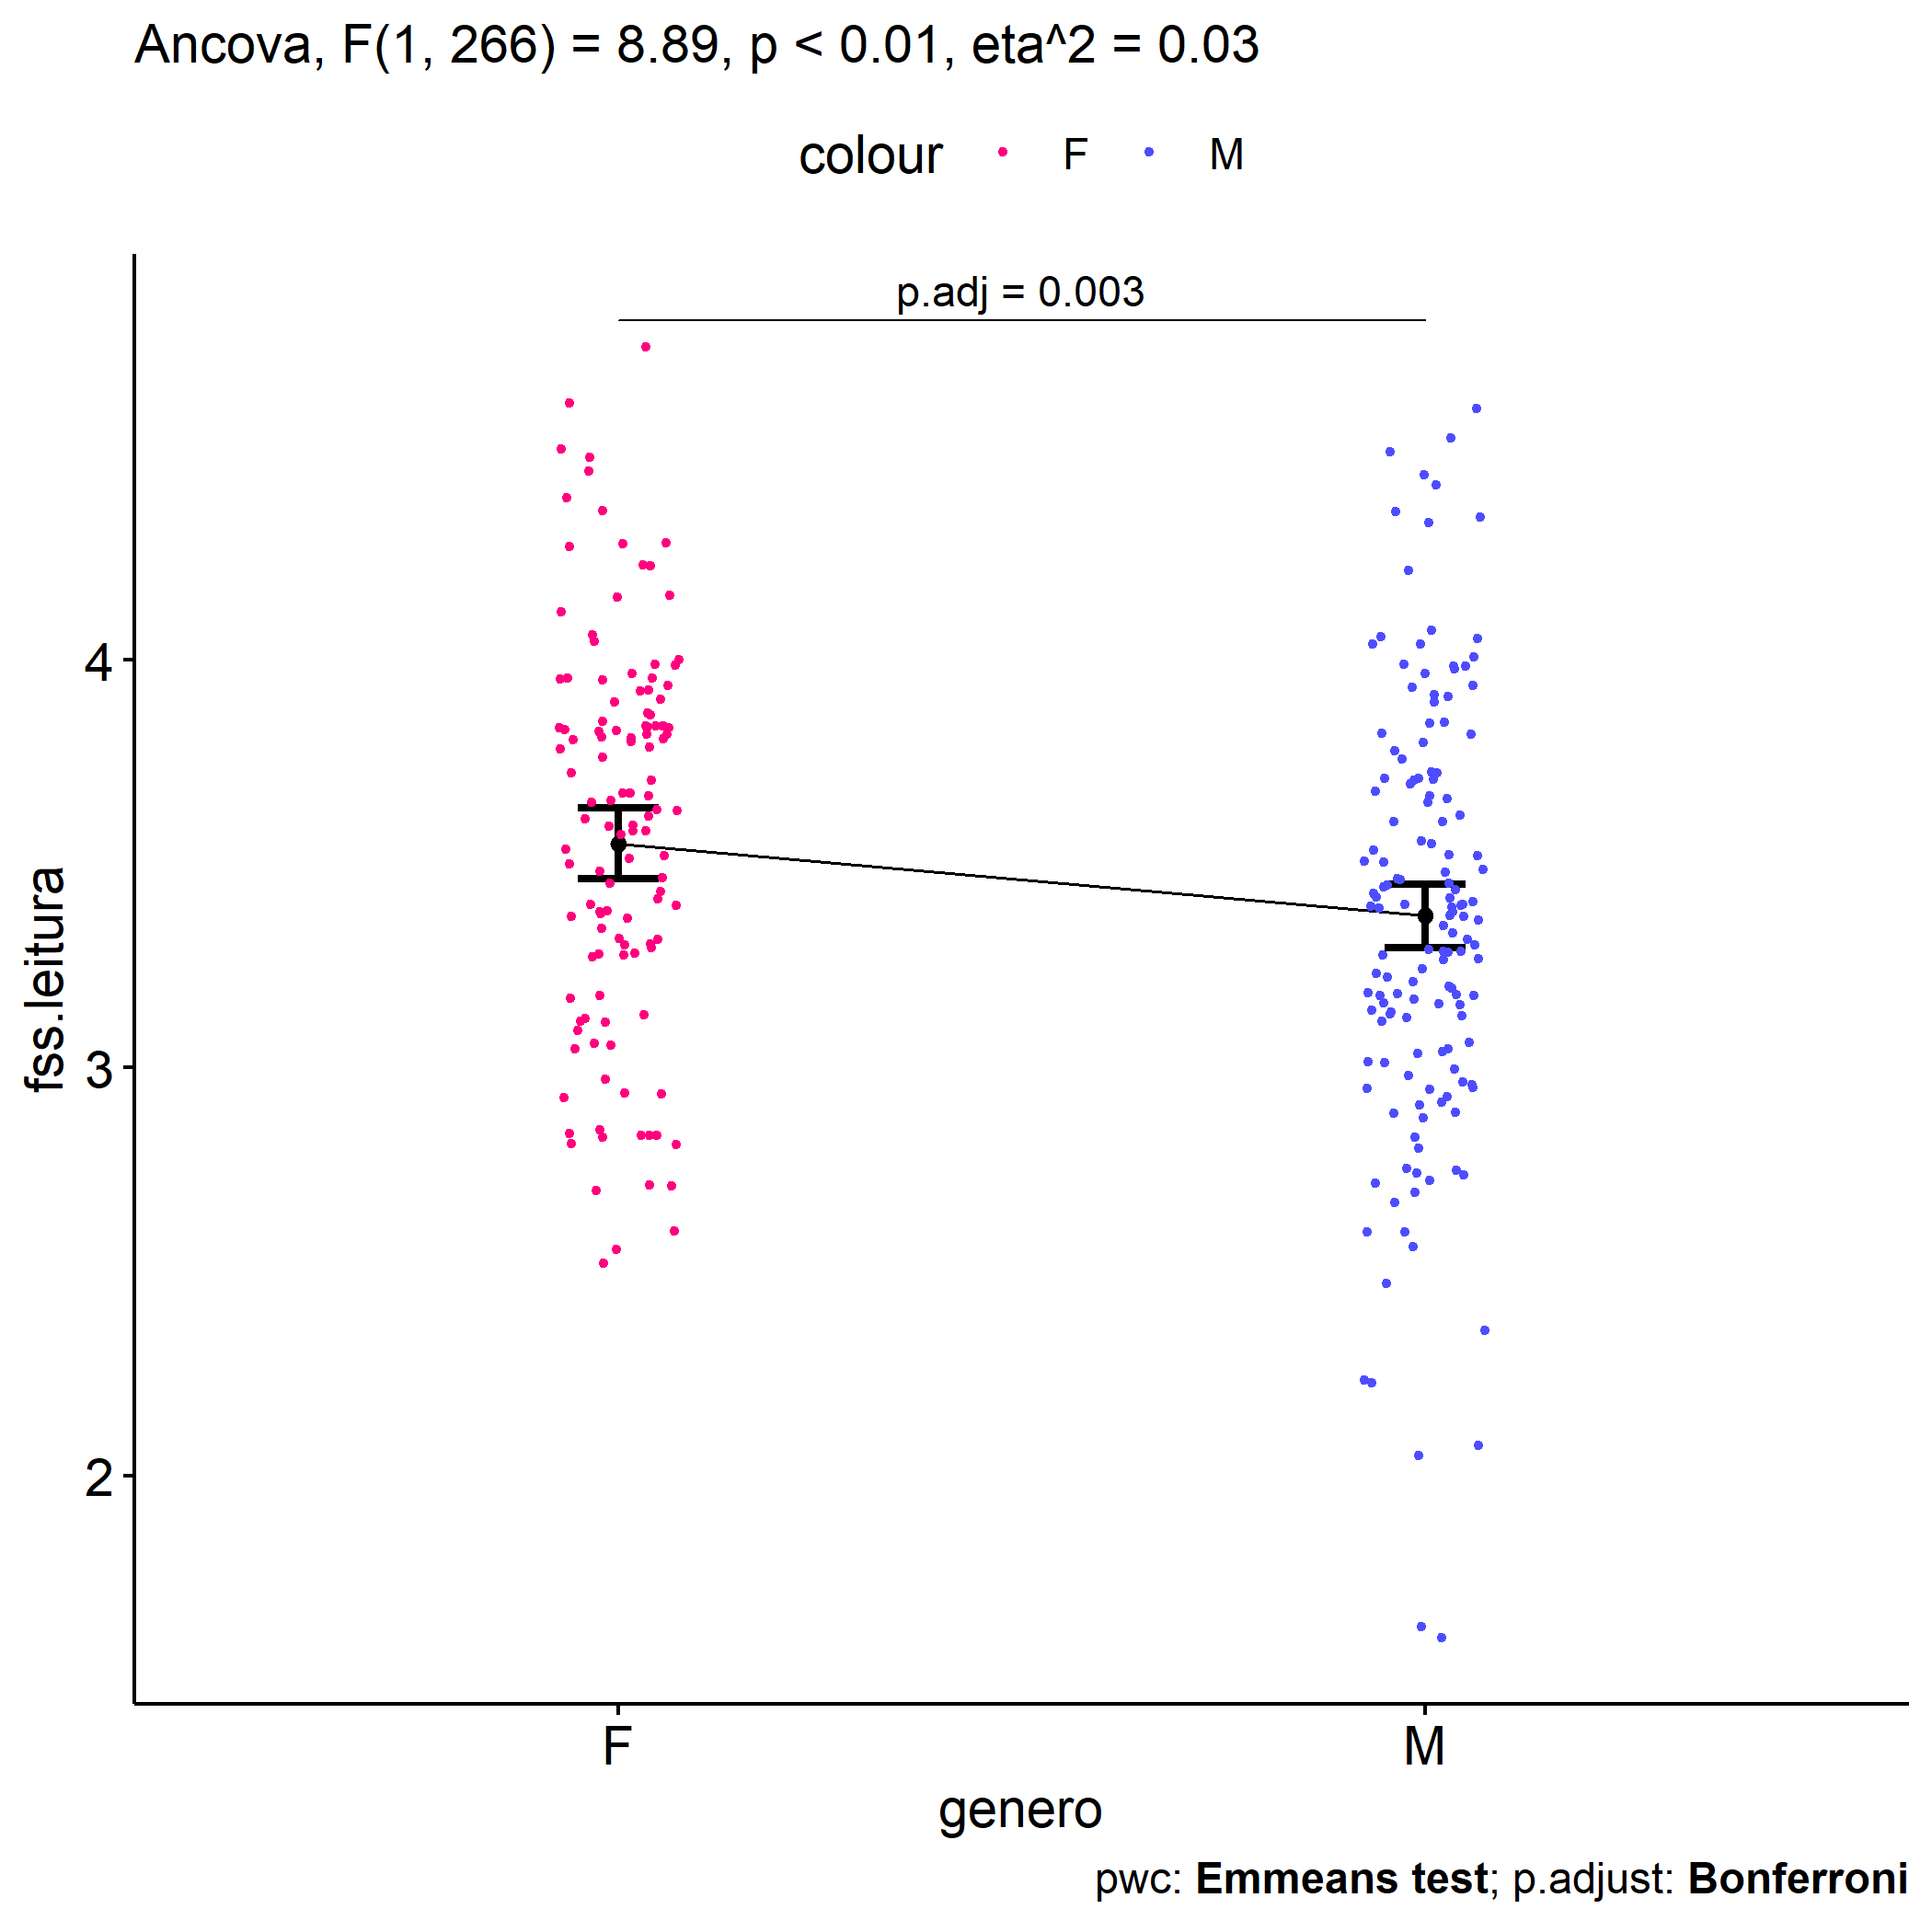 Ancova, F(1, 266) = 8.89, p < 0.01, eta^2 = 0.03
colour F M
p.adj = 0.003
4
3
2
fss.leitura
F M
genero
pwc: Emmeans test; p.adjust: Bonferroni